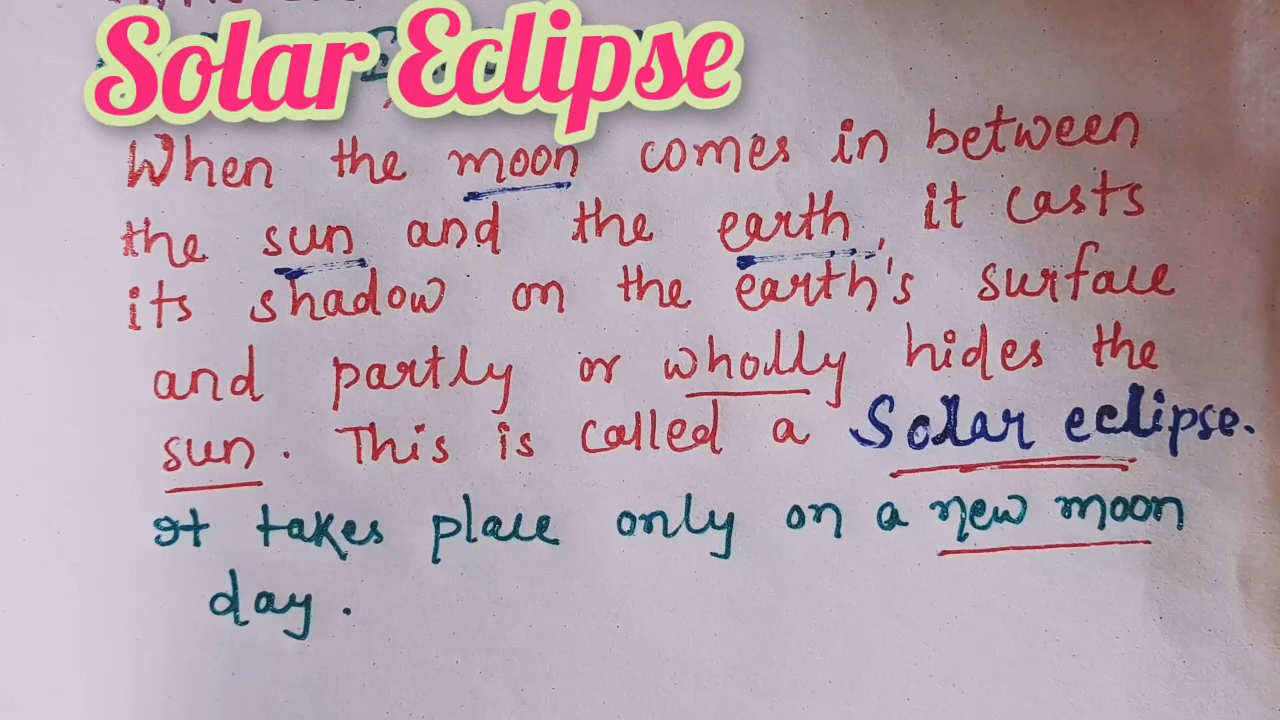 Solar Eclipse
When the moon comes in between
the sun and the earth, it casts
its shadow on the earth's surface
and partly or wholly hides the
sun. This is called a Solar eclipse.
It takes place only on a new moon
day.